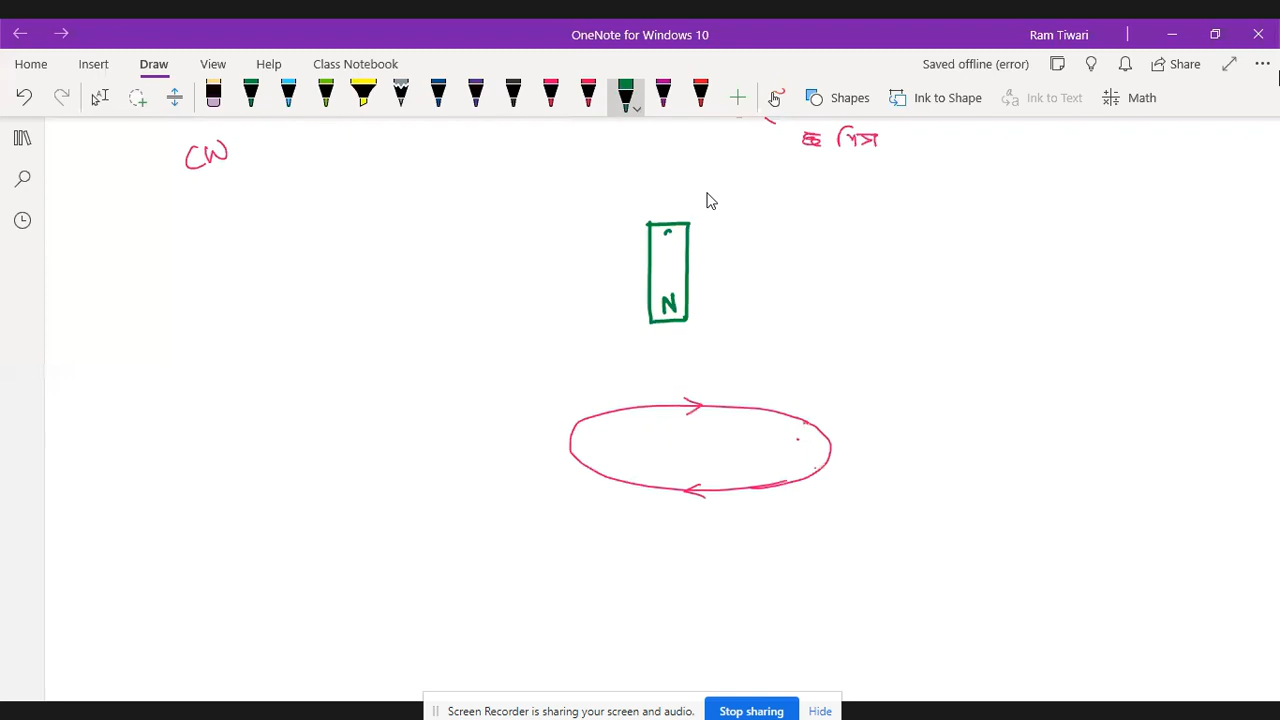 OneNote for Windows 10
Ram Tiwari
Home Insert Draw View Help Class Notebook
Saved offline (error) Share
Shapes Ink to Shape Ink to Text Math
CW
N
Screen Recorder is sharing your screen and audio. Stop sharing Hide